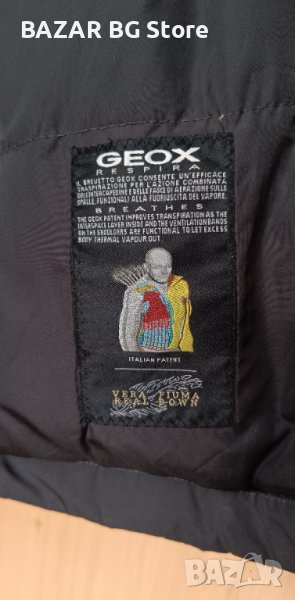 BAZAR BG Store
GEOX
RESPIRA
IL BREVETTO GEOX CONSENTE UN'EFFICACE
TRASPIRAZIONE PER L'AZIONE COMBINATA
DELL'INTERCAPEDINE E DELLE FASCE DI AERAZIONE SULLE
SPALLE, FUNZIONALI ALLA FUORIUSCITA DEL VAPORE.
BREATHES
THE GEOX PATENT IMPROVES TRANSPIRATION AS THE
INTERSPACE LAYER INSIDE AND THE VENTILATION BANDS
ON THE SHOULDERS ARE FUNCTIONAL TO LET EXCESS
BODY THERMAL VAPOUR OUT.
ITALIAN PATENT
VERA PIUMA
REAL DOWN
bazar